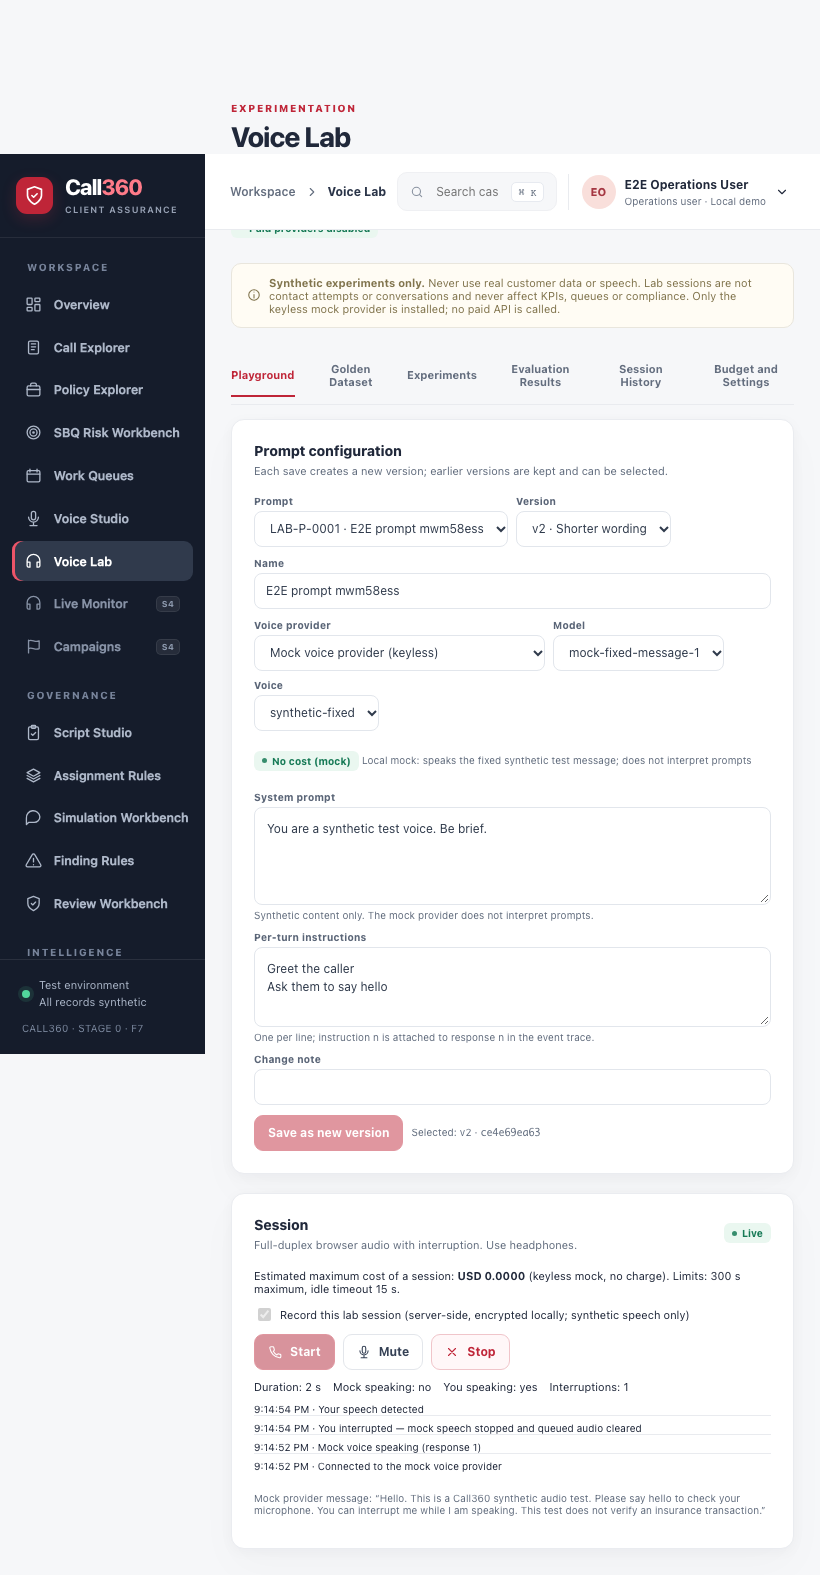 EXPERIMENTATION
Voice Lab
Call360
CLIENT ASSURANCE
Workspace > Voice Lab
Search cas
⌘ K
EO
E2E Operations User
Operations user · Local demo
Paid providers disabled
WORKSPACE
Overview
Call Explorer
Policy Explorer
SBQ Risk Workbench
Work Queues
Voice Studio
Voice Lab
Live Monitor S4
Campaigns S4
GOVERNANCE
Script Studio
Assignment Rules
Simulation Workbench
Finding Rules
Review Workbench
INTELLIGENCE
Test environment
All records synthetic
CALL360 · STAGE 0 · F7
Synthetic experiments only. Never use real customer data or speech. Lab sessions are not
contact attempts or conversations and never affect KPIs, queues or compliance. Only the
keyless mock provider is installed; no paid API is called.
Playground
Golden
Dataset
Experiments
Evaluation
Results
Session
History
Budget and
Settings
Prompt configuration
Each save creates a new version; earlier versions are kept and can be selected.
Prompt
LAB-P-0001 · E2E prompt mwm58ess
Version
v2 · Shorter wording
Name
E2E prompt mwm58ess
Voice provider
Mock voice provider (keyless)
Model
mock-fixed-message-1
Voice
synthetic-fixed
No cost (mock) Local mock: speaks the fixed synthetic test message; does not interpret prompts
System prompt
You are a synthetic test voice. Be brief.
Synthetic content only. The mock provider does not interpret prompts.
Per-turn instructions
Greet the caller
Ask them to say hello
One per line; instruction n is attached to response n in the event trace.
Change note
Save as new version
Selected: v2 · ce4e69ea63
Session
Full-duplex browser audio with interruption. Use headphones.
Live
Estimated maximum cost of a session: USD 0.0000 (keyless mock, no charge). Limits: 300 s
maximum, idle timeout 15 s.
Record this lab session (server-side, encrypted locally; synthetic speech only)
Start
Mute
Stop
Duration: 2 s Mock speaking: no You speaking: yes Interruptions: 1
9:14:54 PM · Your speech detected
9:14:54 PM · You interrupted — mock speech stopped and queued audio cleared
9:14:52 PM · Mock voice speaking (response 1)
9:14:52 PM · Connected to the mock voice provider
Mock provider message: "Hello. This is a Call360 synthetic audio test. Please say hello to check your
microphone. You can interrupt me while I am speaking. This test does not verify an insurance transaction."